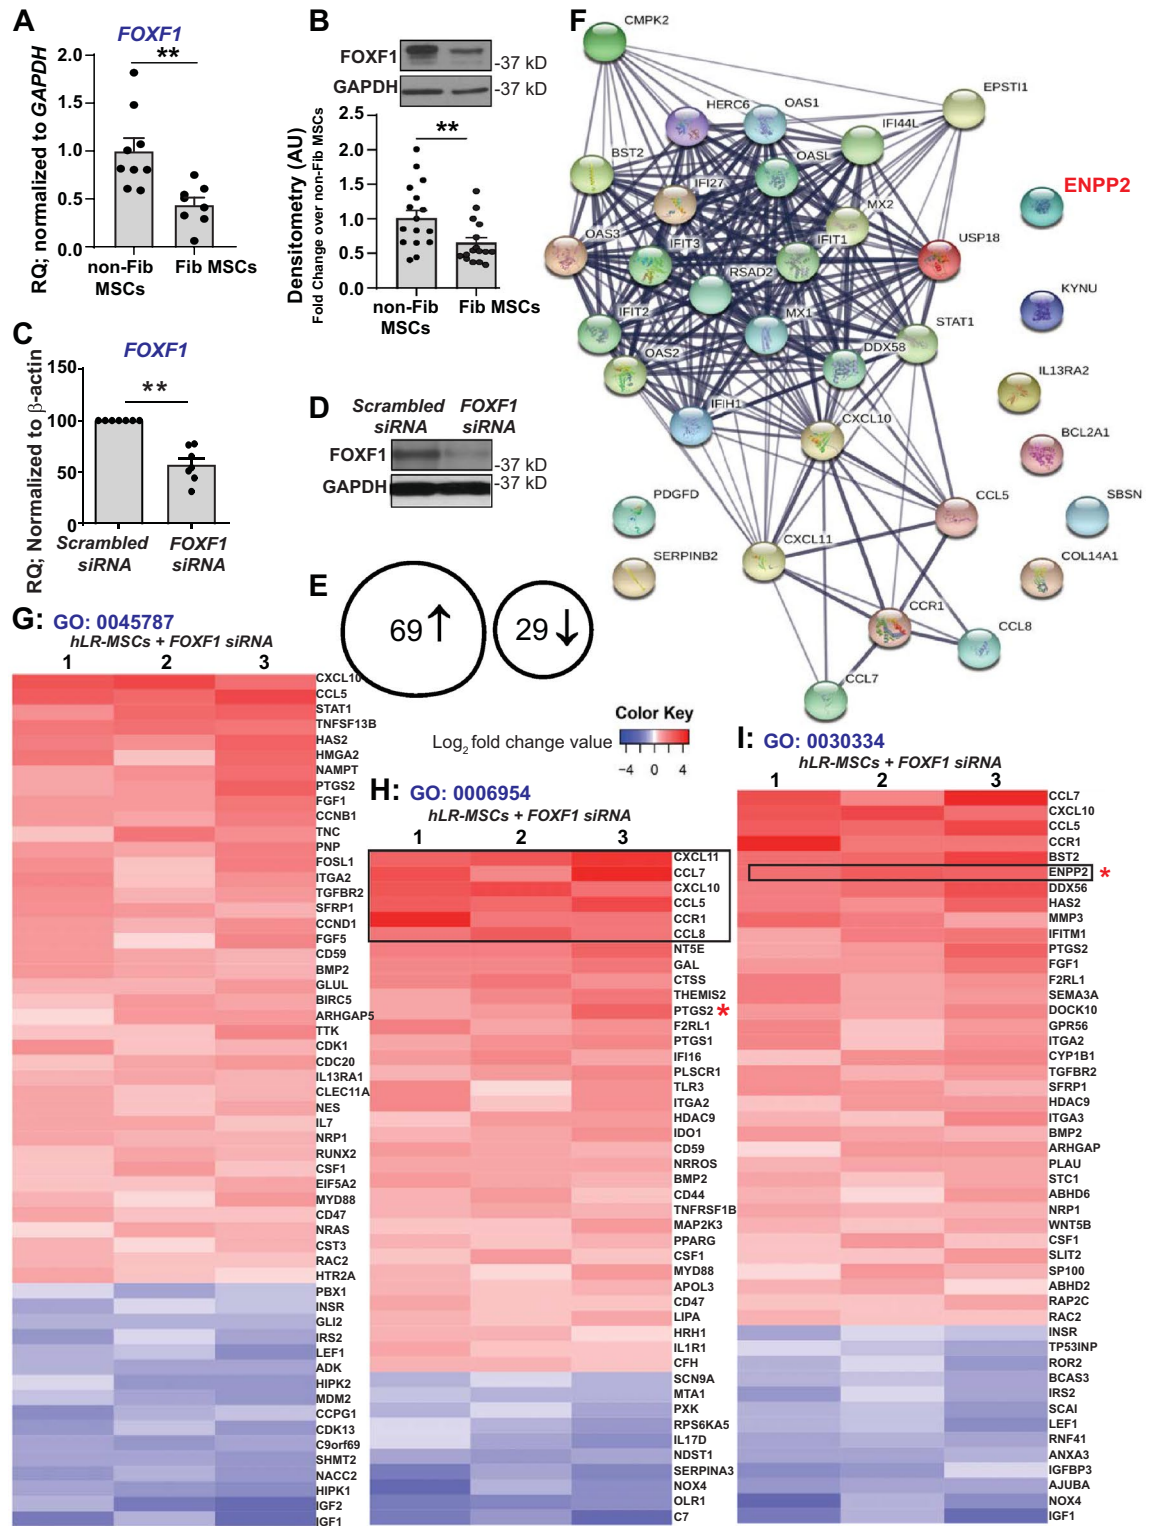 A
FOXF1
**
RQ; normalized to GAPDH
2.0
1.5
1.0
0.5
0.0
non-Fib MSCs
Fib MSCs
B
FOXF1
-37 kD
GAPDH
-37 kD
Densitometry (AU)
Fold Change over non-Fib MSCs
2.5
2.0
1.5
1.0
0.5
0.0
**
non-Fib MSCs
Fib MSCs
C
FOXF1
**
RQ; Normalized to β-actin
150
100
50
0
Scrambled siRNA
FOXF1 siRNA
D
Scrambled siRNA
FOXF1 siRNA
FOXF1
-37 kD
GAPDH
-37 kD
E
69 ↑
29 ↓
F
CMPK2
EPSTI1
HERC6
OAS1
IFI44L
BST2
OASL
IFI27
MX2
ENPP2
OAS3
IFIT3
IFIT1
USP18
RSAD2
KYNU
IFIT2
MX1
STAT1
OAS2
DDX58
IL13RA2
IFIH1
CXCL10
BCL2A1
PDGFD
CCL5
SBSN
CXCL11
SERPINB2
COL14A1
CCR1
CCL8
CCL7
Color Key
Log2 fold change value
−4 0 4
G: GO: 0045787
hLR-MSCs + FOXF1 siRNA
1 2 3
CXCL10
CCL5
STAT1
TNFSF13B
HAS2
HMGA2
NAMPT
PTGS2
FGF1
CCNB1
TNC
PNP
FOSL1
ITGA2
TGFBR2
SFRP1
CCND1
FGF5
CD59
BMP2
GLUL
BIRC5
ARHGAP5
TTK
CDK1
CDC20
IL13RA1
CLEC11A
NES
IL7
NRP1
RUNX2
CSF1
EIF5A2
MYD88
CD47
NRAS
CST3
RAC2
HTR2A
PBX1
INSR
GLI2
IRS2
LEF1
ADK
HIPK2
MDM2
CCPG1
CDK13
C9orf69
SHMT2
NACC2
HIPK1
IGF2
IGF1
H: GO: 0006954
hLR-MSCs + FOXF1 siRNA
1 2 3
CXCL11
CCL7
CXCL10
CCL5
CCR1
CCL8
NT5E
GAL
CTSS
THEMIS2
PTGS2 *
F2RL1
PTGS1
IFI16
PLSCR1
TLR3
ITGA2
HDAC9
IDO1
CD59
NRROS
BMP2
CD44
TNFRSF1B
MAP2K3
PPARG
CSF1
MYD88
APOL3
CD47
LIPA
HRH1
IL1R1
CFH
SCN9A
MTA1
PXK
RPS6KA5
IL17D
NDST1
SERPINA3
NOX4
OLR1
C7
I: GO: 0030334
hLR-MSCs + FOXF1 siRNA
1 2 3
CCL7
CXCL10
CCL5
CCR1
BST2
ENPP2 *
DDX56
HAS2
MMP3
IFITM1
PTGS2
FGF1
F2RL1
SEMA3A
DOCK10
GPR56
ITGA2
CYP1B1
TGFBR2
SFRP1
HDAC9
ITGA3
BMP2
ARHGAP
PLAU
STC1
ABHD6
NRP1
WNT5B
CSF1
SLIT2
SP100
ABHD2
RAP2C
RAC2
INSR
TP53INP
ROR2
BCAS3
IRS2
SCAI
LEF1
RNF41
ANXA3
IGFBP3
AJUBA
NOX4
IGF1